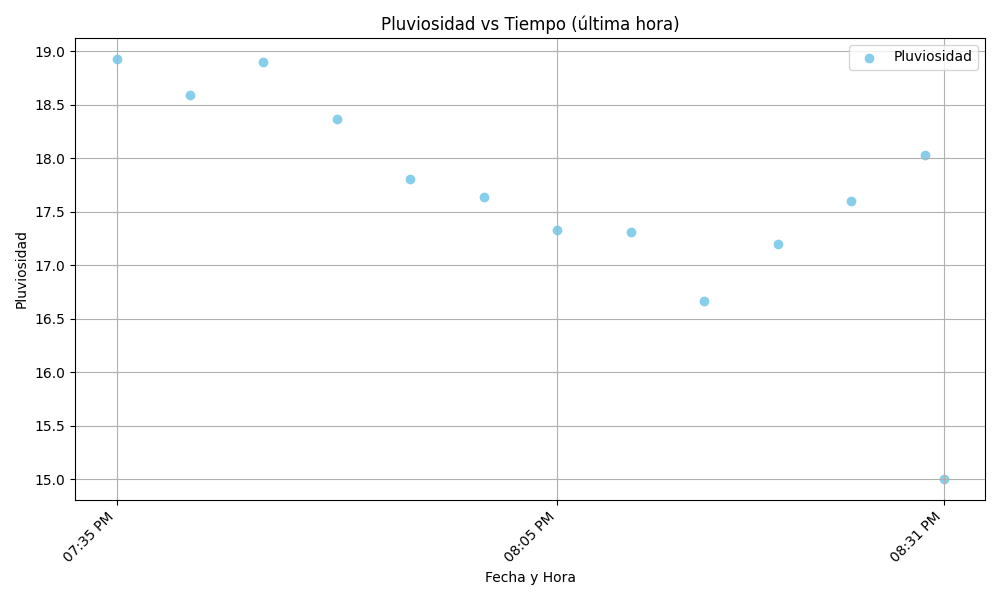 Pluviosidad vs Tiempo (última hora)
Pluviosidad
19.0
18.5
18.0
17.5
17.0
16.5
16.0
15.5
15.0
Pluviosidad
07:35 PM
08:05 PM
08:31 PM
Fecha y Hora